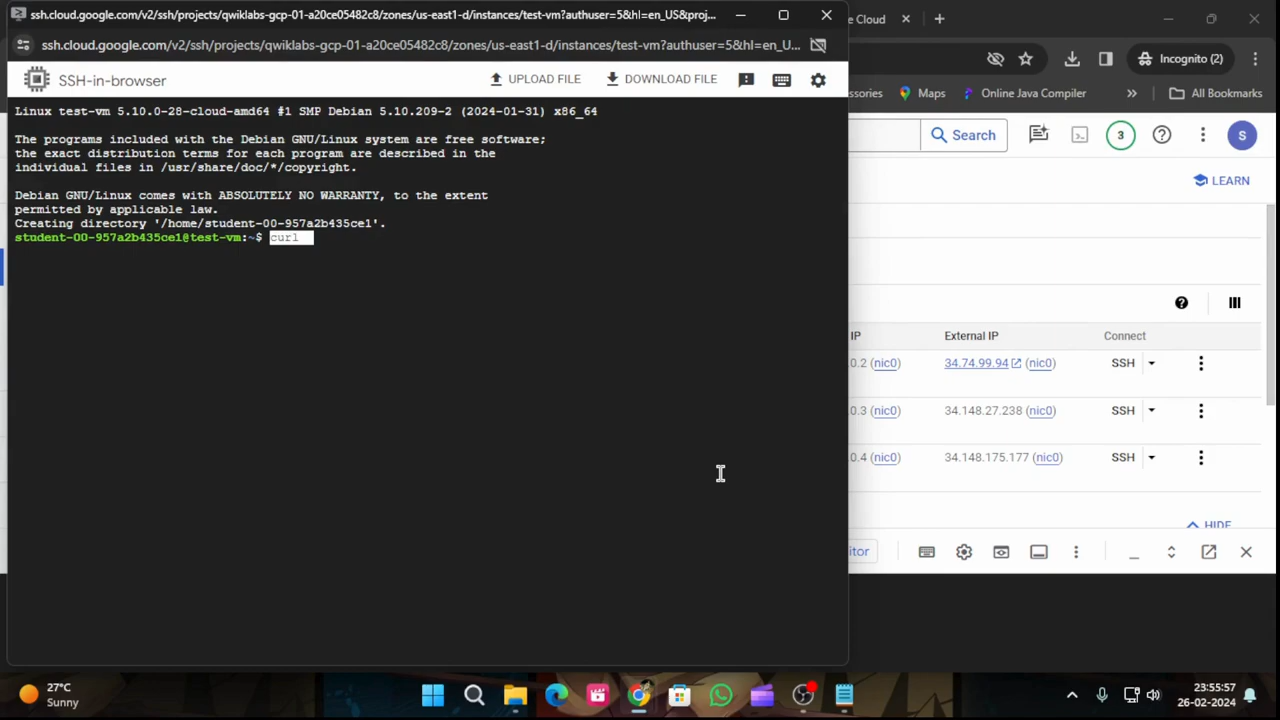 ssh.cloud.google.com/v2/ssh/projects/qwiklabs-gcp-01-a20ce05482c8/zones/us-east1-d/instances/test-vm?authuser=5&hl=en_US&proj...
e Cloud
ssh.cloud.google.com/v2/ssh/projects/qwiklabs-gcp-01-a20ce05482c8/zones/us-east1-d/instances/test-vm?authuser=5&hl=en_U...
Incognito (2)
SSH-in-browser
UPLOAD FILE
DOWNLOAD FILE
essories
Maps
Online Java Compiler
All Bookmarks
Linux test-vm 5.10.0-28-cloud-amd64 #1 SMP Debian 5.10.209-2 (2024-01-31) x86_64
Search
3
S
The programs included with the Debian GNU/Linux system are free software;
the exact distribution terms for each program are described in the
individual files in /usr/share/doc/*/copyright.
LEARN
Debian GNU/Linux comes with ABSOLUTELY NO WARRANTY, to the extent
permitted by applicable law.
Creating directory '/home/student-00-957a2b435ce1'.
student-00-957a2b435ce1@test-vm:~$ curl
IP
External IP
Connect
.0.2 (nic0)
34.74.99.94 (nic0)
SSH
.0.3 (nic0)
34.148.27.238 (nic0)
SSH
.0.4 (nic0)
34.148.175.177 (nic0)
SSH
HIDE
itor
27°C
Sunny
23:55:57
26-02-2024